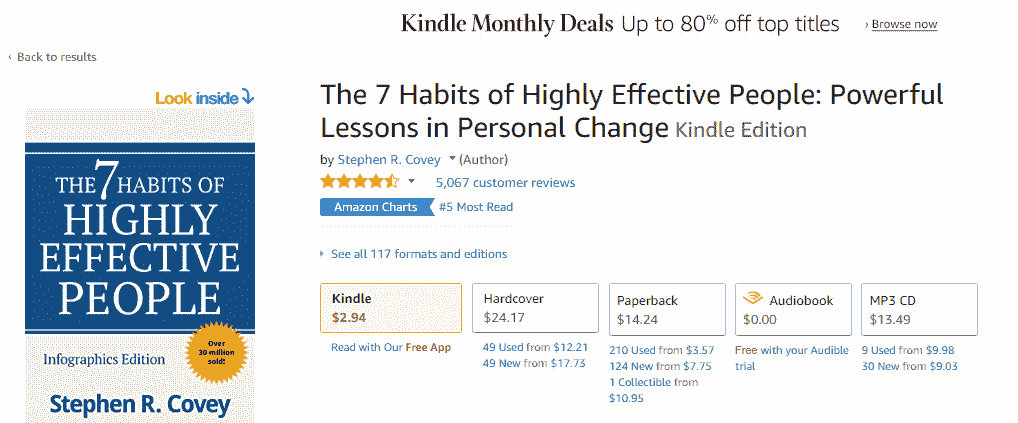 Kindle Monthly Deals Up to 80% off top titles › Browse now
‹ Back to results
Look inside
THE 7 HABITS OF
HIGHLY
EFFECTIVE
PEOPLE
Over
30 million
sold!
Infographics Edition
Stephen R. Covey
The 7 Habits of Highly Effective People: Powerful
Lessons in Personal Change Kindle Edition
by Stephen R. Covey (Author)
5,067 customer reviews
Amazon Charts #5 Most Read
See all 117 formats and editions
Kindle
$2.94
Read with Our Free App
Hardcover
$24.17
49 Used from $12.21
49 New from $17.73
Paperback
$14.24
210 Used from $3.57
124 New from $7.75
1 Collectible from
$10.95
Audiobook
$0.00
Free with your Audible
trial
MP3 CD
$13.49
9 Used from $9.98
30 New from $9.03